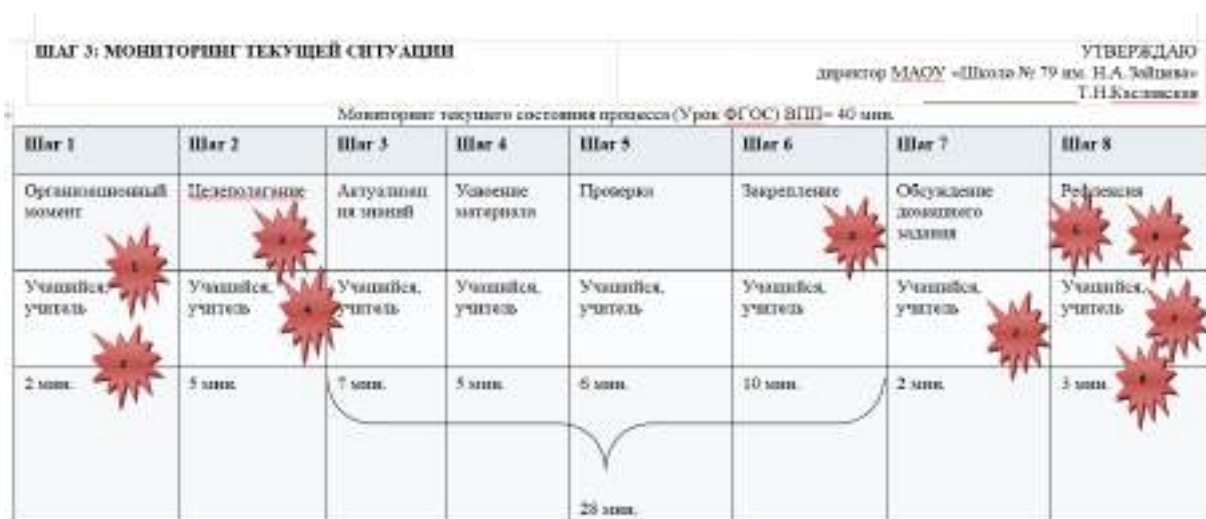 ШАГ 3: МОНИТОРИНГ ТЕКУЩЕЙ СИТУАЦИИ
УТВЕРЖДАЮ
директор МАОУ «Школа № 79 им. Н.А. Зайцева»
Т.Н.
Мониторинг текущего состояния процесса (Урок ФГОС) ВПП= 40 мин.
Шаг 1 Шаг 2 Шаг 3 Шаг 4 Шаг 5 Шаг 6 Шаг 7 Шаг 8
Организационный Целеполагание Актуализац Усвоение Проверка Закрепление Обсуждение Рефлексия
момент ия знаний материала домашнего
задания
Учащийся, Учащийся, Учащийся, Учащийся, Учащийся, Учащийся, Учащийся, Учащийся,
учитель учитель учитель учитель учитель учитель учитель учитель
2 мин. 5 мин. 7 мин. 5 мин. 6 мин. 10 мин. 2 мин. 3 мин.
28 мин.